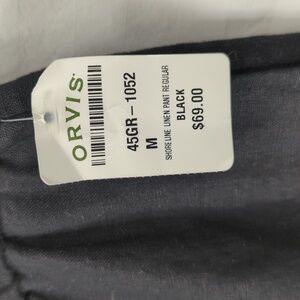 ORVIS
45GR-1052
M
SHORELINE LINEN PANT REGULAR
BLACK
$69.00